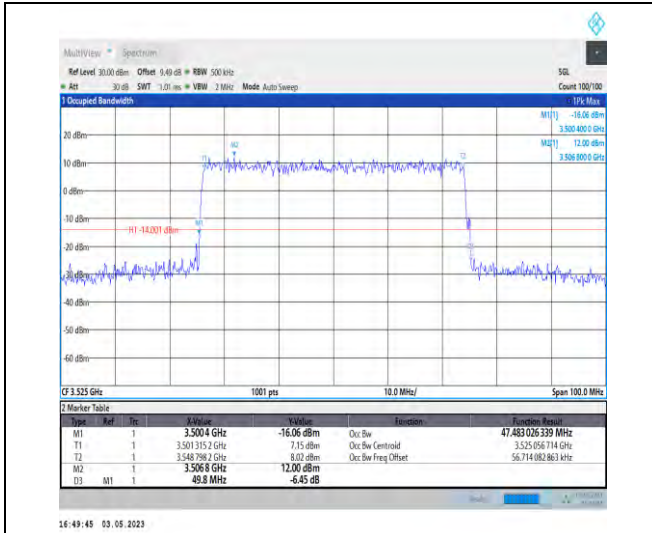 MultiView Spectrum
Ref Level 30.00 dBm Offset 9.49 dB RBW 500 kHz SGL
Att 30 dB SWT 1.01 ms VBW 2 MHz Mode Auto Sweep Count 100/100
1 Occupied Bandwidth 1Pk Max
M1[1] -16.06 dBm
3.500 400 0 GHz
M2[1] 12.00 dBm
3.506 800 0 GHz
20 dBm
M2
T1 T2
10 dBm
0 dBm
-10 dBm
M1
H1 -14.001 dBm
-20 dBm
-30 dBm
-40 dBm
-50 dBm
-60 dBm
CF 3.525 GHz 1001 pts 10.0 MHz/ Span 100.0 MHz
2 Marker Table
Type Ref Trc X-Value Y-Value Function Function Result
M1 1 3.5004 GHz -16.06 dBm Occ Bw 47.483 026 339 MHz
T1 1 3.501 315 2 GHz 7.15 dBm Occ Bw Centroid 3.525 056 714 GHz
T2 1 3.548 798 2 GHz 8.02 dBm Occ Bw Freq Offset 56.714 082 863 kHz
M2 1 3.506 8 GHz 12.00 dBm
D3 M1 1 49.8 MHz -6.45 dB
16:49:45 03.05.2023